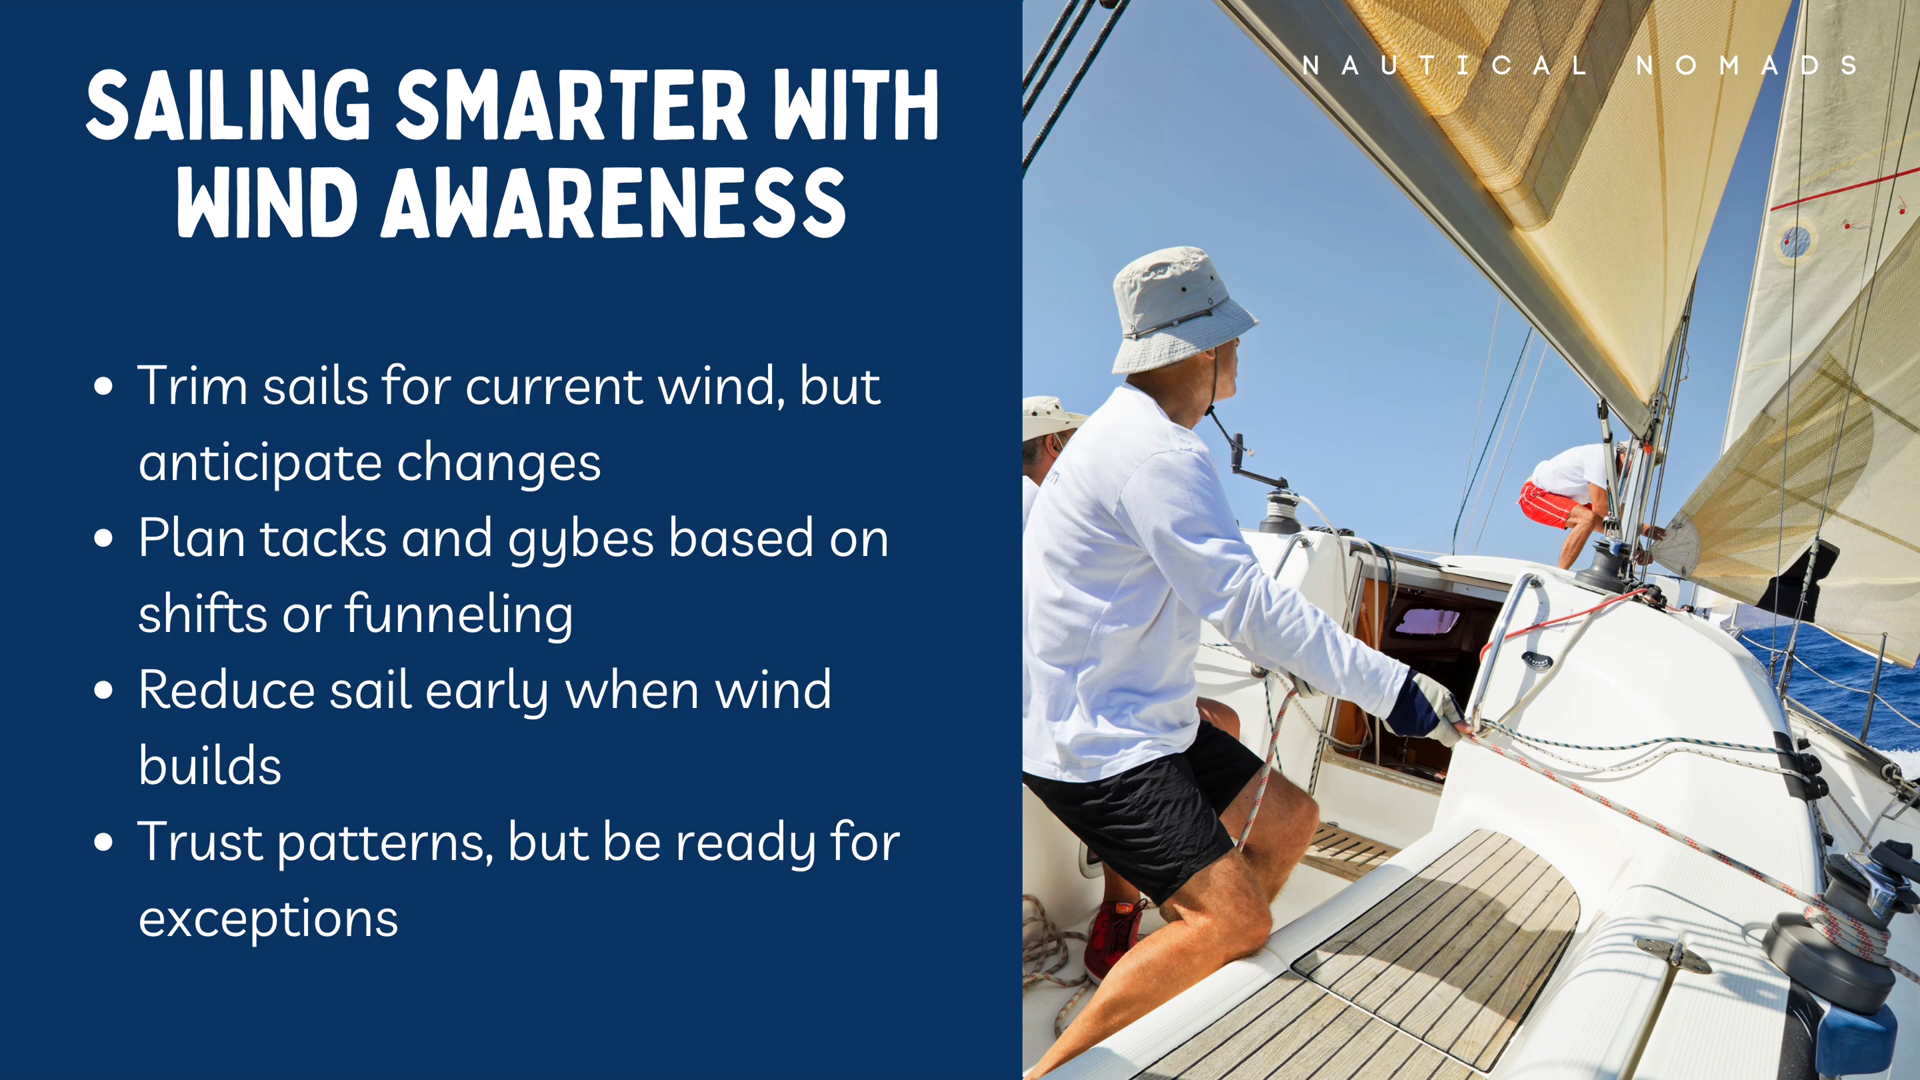 SAILING SMARTER WITH
WIND AWARENESS
NAUTICAL NOMADS
• Trim sails for current wind, but
anticipate changes
• Plan tacks and gybes based on
shifts or funneling
• Reduce sail early when wind
builds
• Trust patterns, but be ready for
exceptions